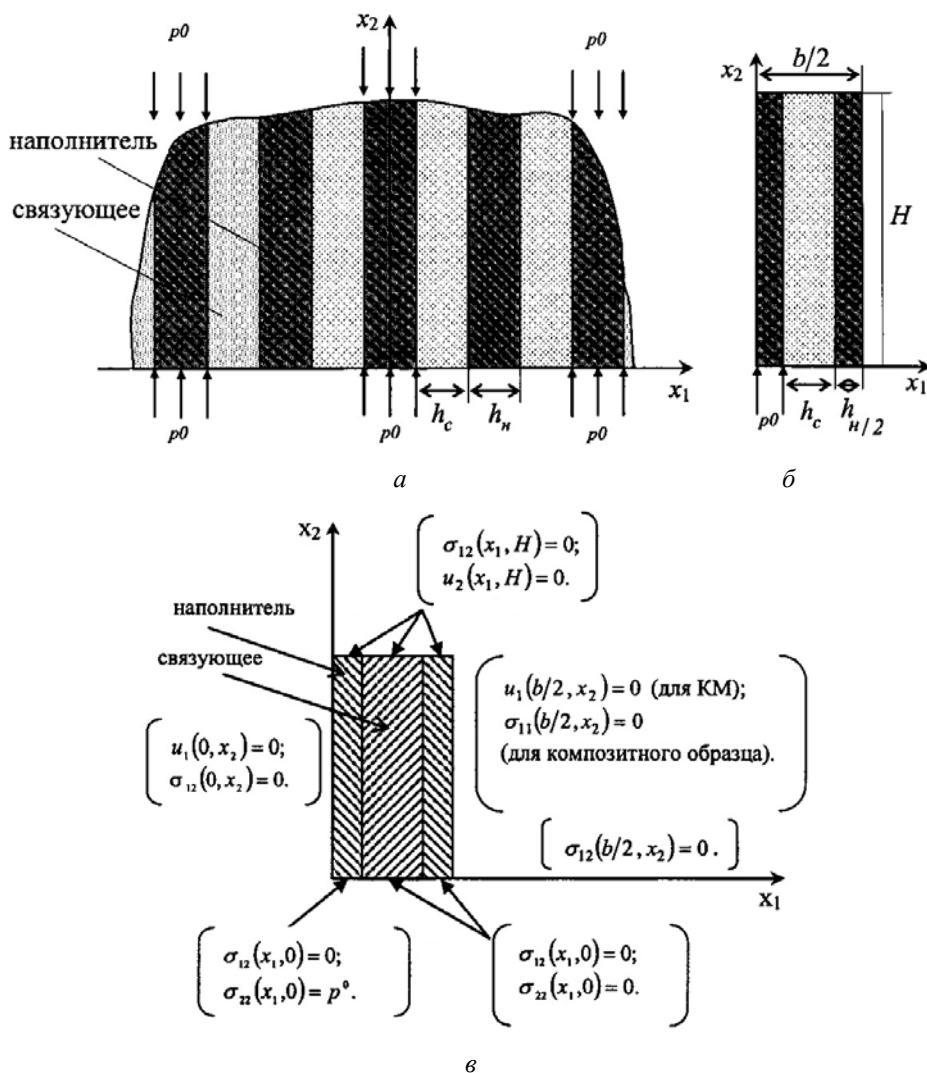 p0
x₂
p0
наполнитель
связующее
x₁
h_c
h_н
p0
p0
p0
а
x₂
b/2
H
x₁
p0
h_c
h_н/2
б
x₂
σ₁₂(x₁, H) = 0;
u₂(x₁, H) = 0.
наполнитель
связующее
u₁(0, x₂) = 0;
σ₁₂(0, x₂) = 0.
u₁(b/2, x₂) = 0 (для КМ);
σ₁₁(b/2, x₂) = 0
(для композитного образца).
σ₁₂(b/2, x₂) = 0 .
x₁
σ₁₂(x₁,0) = 0;
σ₂₂(x₁,0) = p⁰.
σ₁₂(x₁,0) = 0;
σ₂₂(x₁,0) = 0.
в